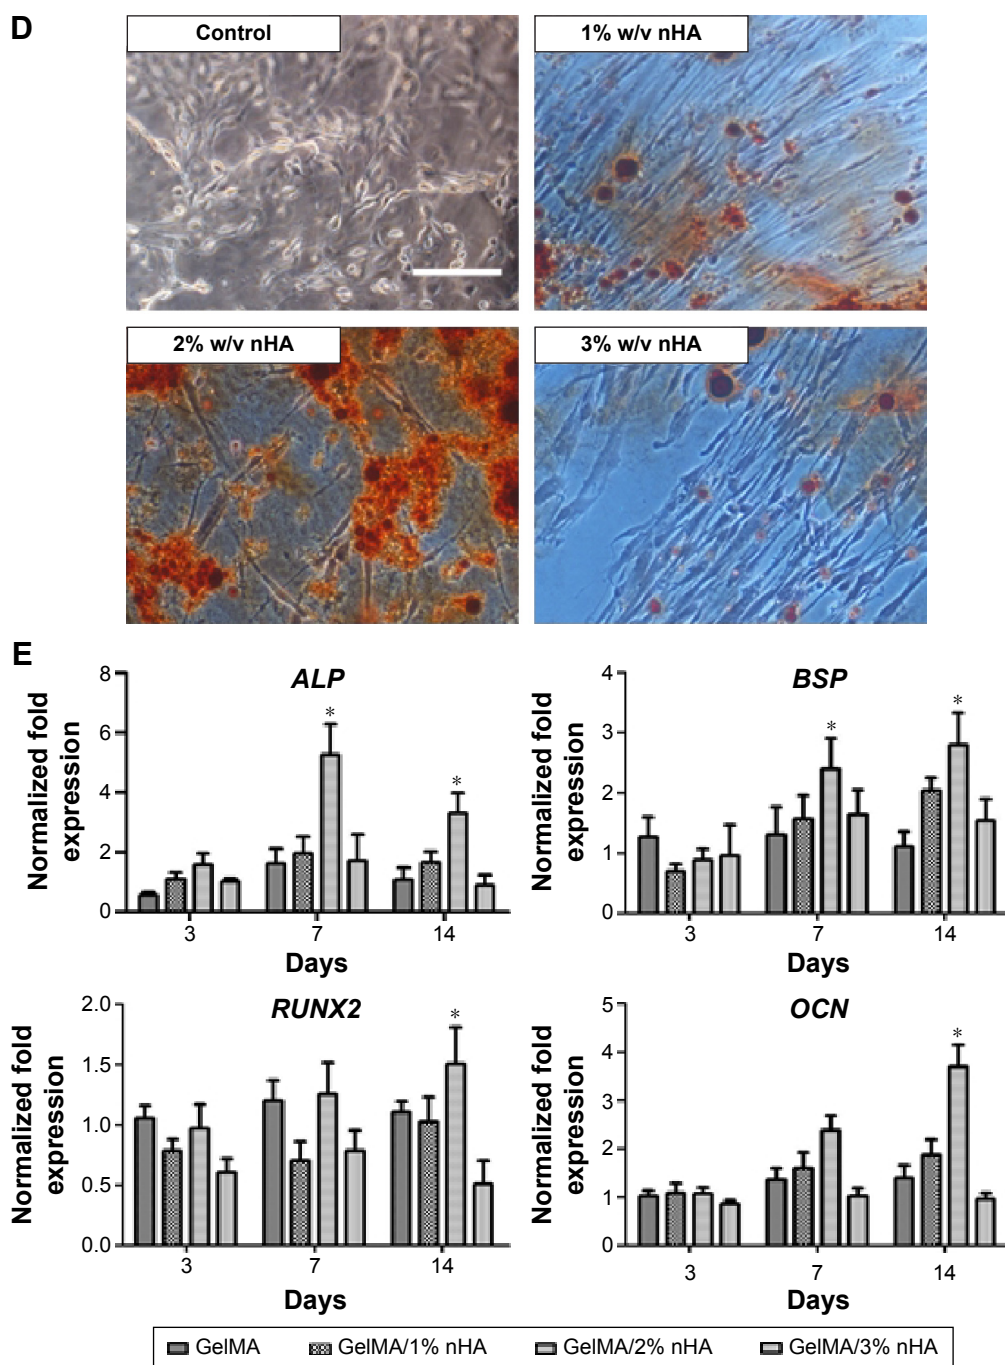 D
Control
1% w/v nHA
2% w/v nHA
3% w/v nHA
E
ALP
Normalized fold
expression
8
6
4
2
0
*
*
3
7
14
Days
BSP
Normalized fold
expression
4
3
2
1
0
*
*
3
7
14
Days
RUNX2
Normalized fold
expression
2.0
1.5
1.0
0.5
0.0
*
3
7
14
Days
OCN
Normalized fold
expression
5
4
3
2
1
0
*
3
7
14
Days
GelMA
GelMA/1% nHA
GelMA/2% nHA
GelMA/3% nHA